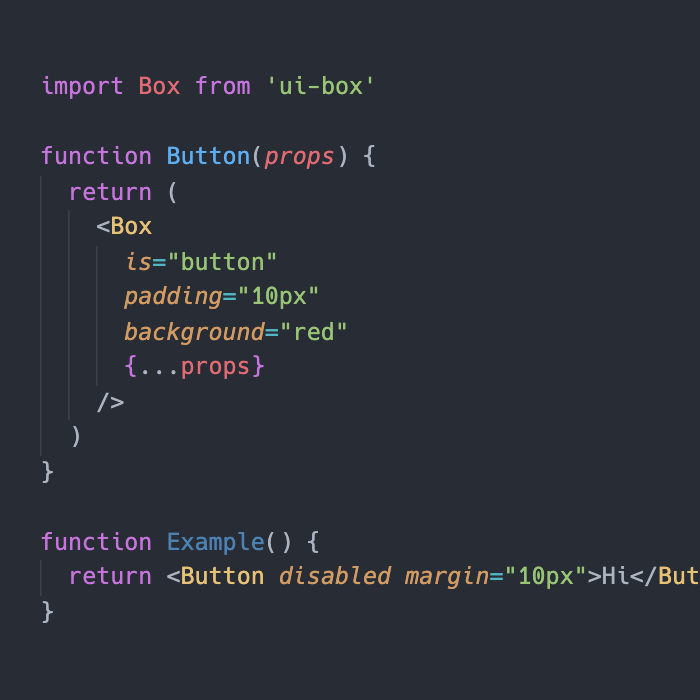 import Box from 'ui-box'
function Button(props) {
return (
<Box
is="button"
padding="10px"
background="red"
{...props}
/>
)
}
function Example() {
return <Button disabled margin="10px">Hi</But
}